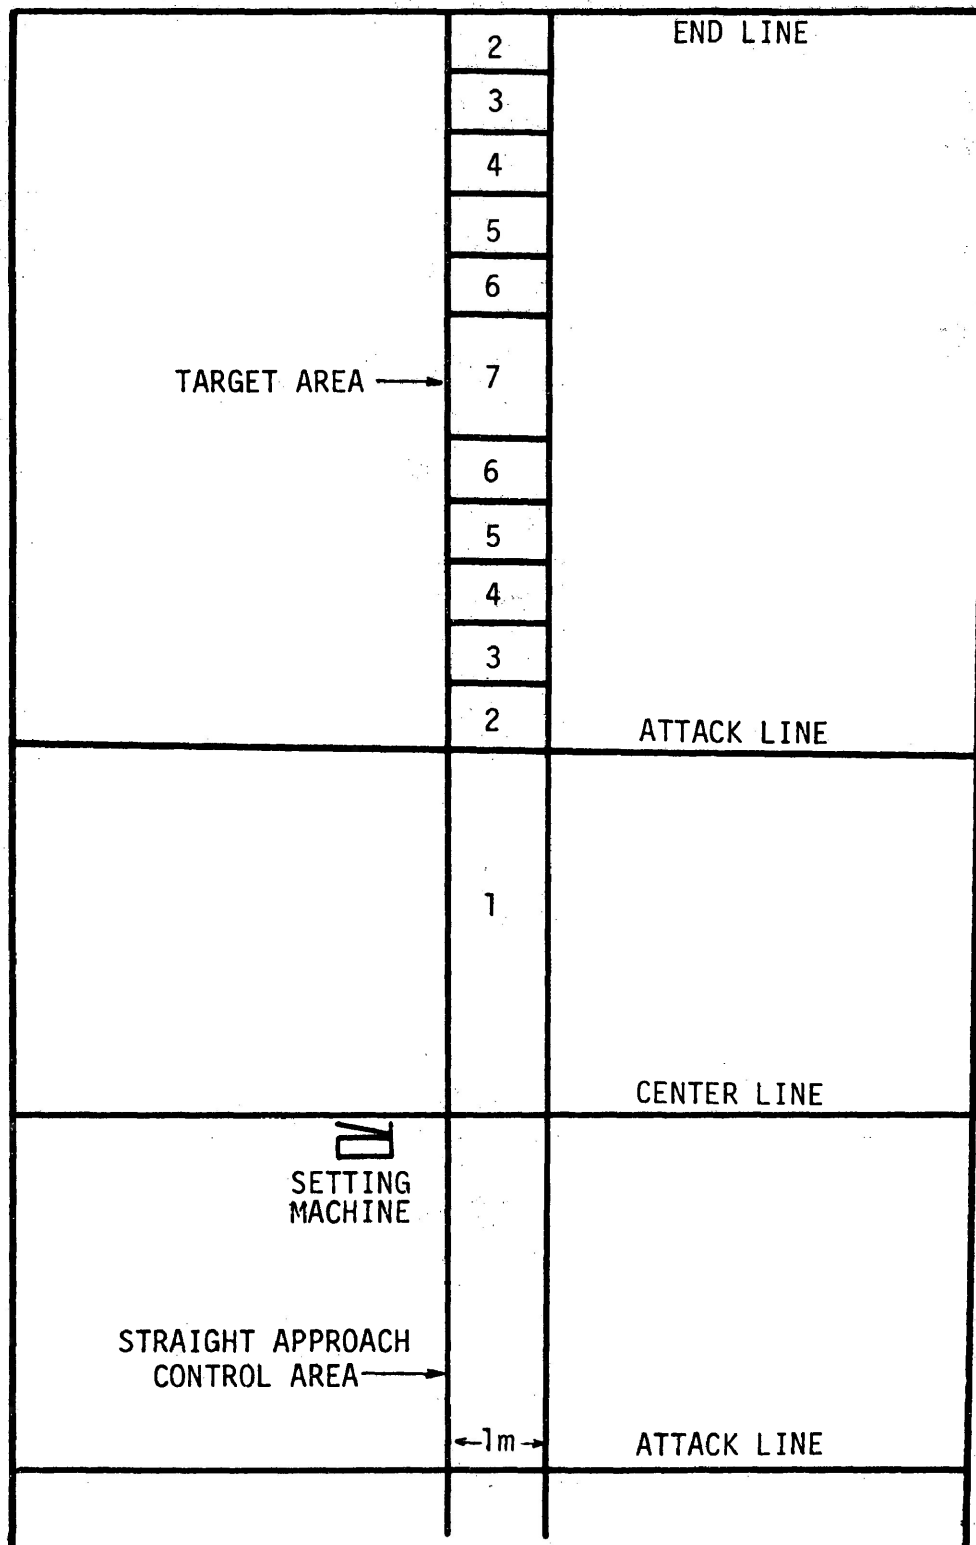 END LINE
2
3
4
5
6
TARGET AREA
7
6
5
4
3
2
ATTACK LINE
1
CENTER LINE
SETTING
MACHINE
STRAIGHT APPROACH
CONTROL AREA
1m
ATTACK LINE